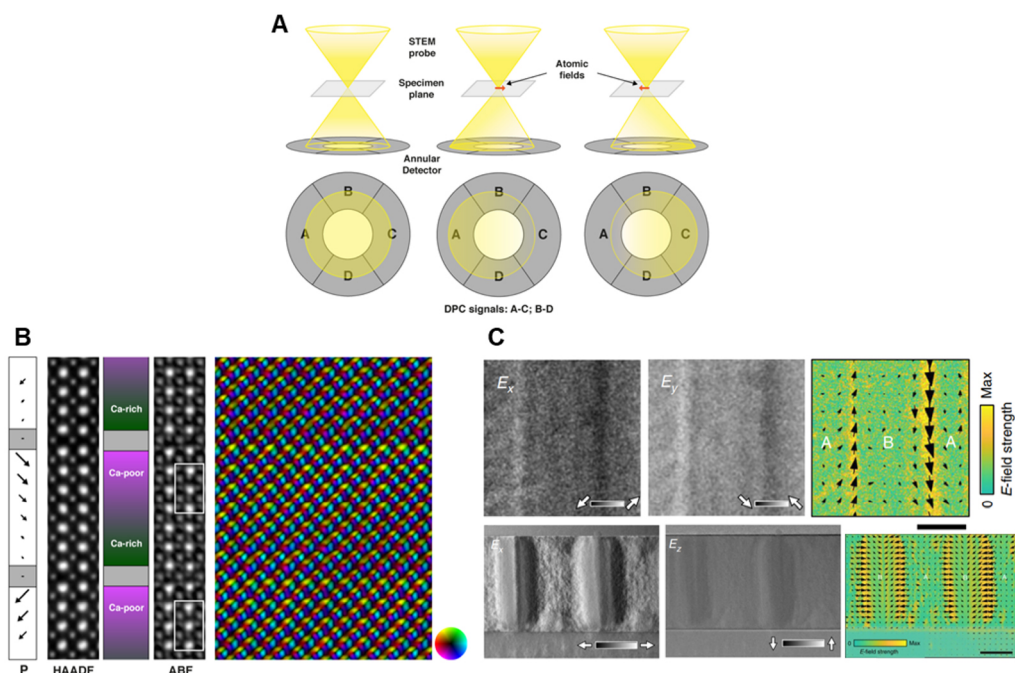 A
STEM
probe
Specimen
plane
Atomic
fields
Annular
Detector
B
A
C
D
B
A
C
D
B
A
C
D
DPC signals: A-C; B-D
B
Ca-rich
Ca-poor
Ca-rich
Ca-poor
P
HAADF
ABF
C
Ex
Ey
A
B
A
Max
E-field strength
0
Ez
0
Max
E-field strength